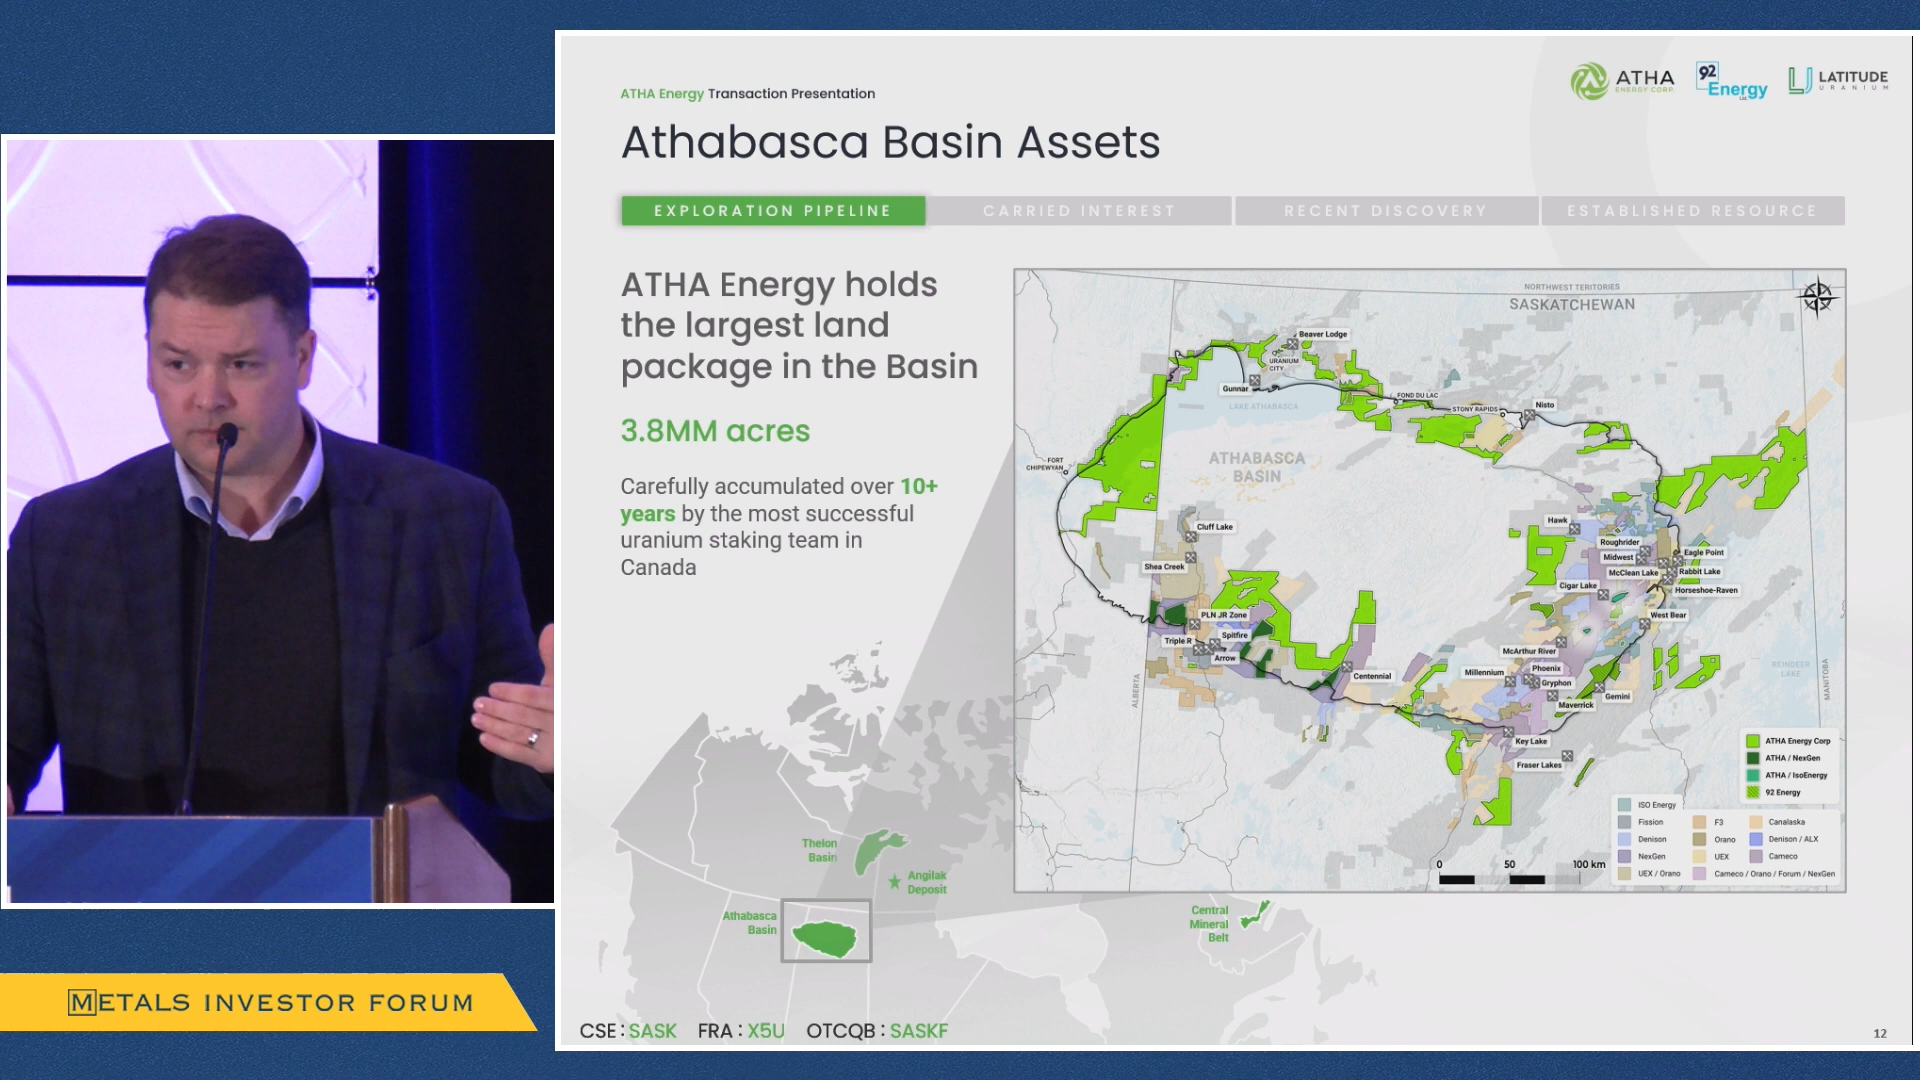 ATHA Energy Transaction Presentation
ATHA
ENERGY CORP.
92
Energy
Ltd.
LATITUDE
URANIUM
Athabasca Basin Assets
EXPLORATION PIPELINE
CARRIED INTEREST
RECENT DISCOVERY
ESTABLISHED RESOURCE
ATHA Energy holds
the largest land
package in the Basin
3.8MM acres
Carefully accumulated over 10+
years by the most successful
uranium staking team in
Canada
NORTHWEST TERRITORIES
SASKATCHEWAN
Beaver Lodge
URANIUM
CITY
Gunnar
LAKE ATHABASCA
FOND DU LAC
STONY RAPIDS
Nisto
FORT
CHIPEWYAN
ATHABASCA
BASIN
Cluff Lake
Shea Creek
Hawk
Roughrider
Midwest
Eagle Point
McClean Lake
Rabbit Lake
Cigar Lake
Horseshoe-Raven
PLN JR Zone
West Bear
Triple R
Spitfire
Arrow
McArthur River
Phoenix
Millennium
Centennial
Gryphon
Gemini
Maverrick
Key Lake
Fraser Lakes
ALBERTA
REINDEER
LAKE
MANITOBA
ATHA Energy Corp
ATHA / NexGen
ATHA / IsoEnergy
92 Energy
ISO Energy
Fission
F3
Canalaska
Denison
Orano
Denison / ALX
NexGen
UEX
Cameco
UEX / Orano
Cameco / Orano / Forum / NexGen
0
50
100 km
Thelon
Basin
Angilak
Deposit
Athabasca
Basin
Central
Mineral
Belt
METALS INVESTOR FORUM
CSE : SASK FRA : X5U OTCQB : SASKF
12